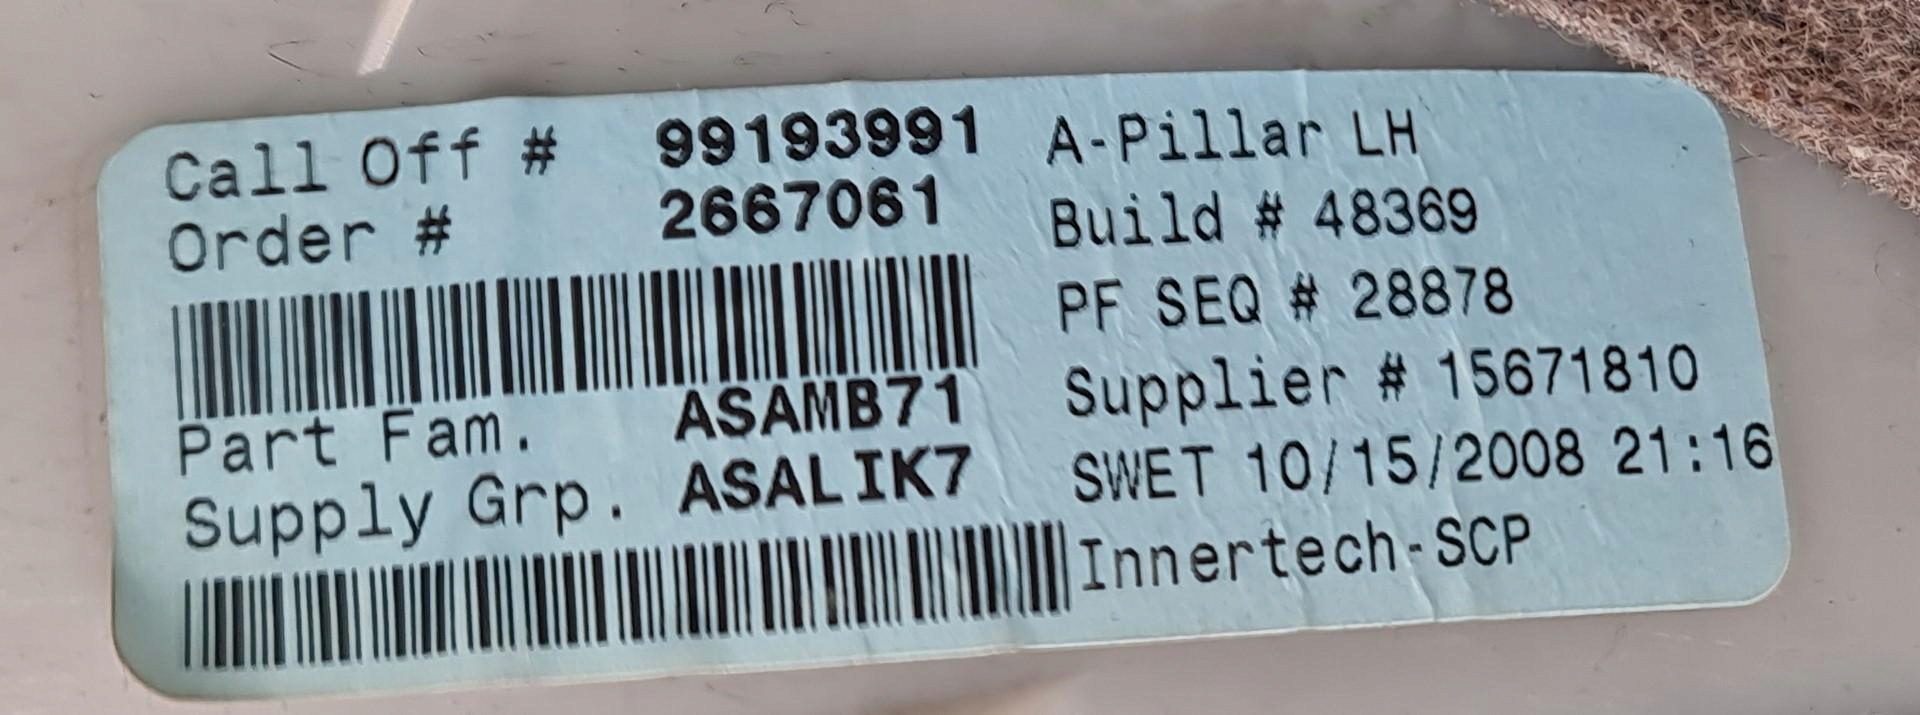 Call Off # 99193991
Order # 2667061
Part Fam. ASAMB71
Supply Grp. ASALIK7
A-Pillar LH
Build # 48369
PF SEQ # 28878
Supplier # 15671810
SWET 10/15/2008 21:16
Innertech-SCP